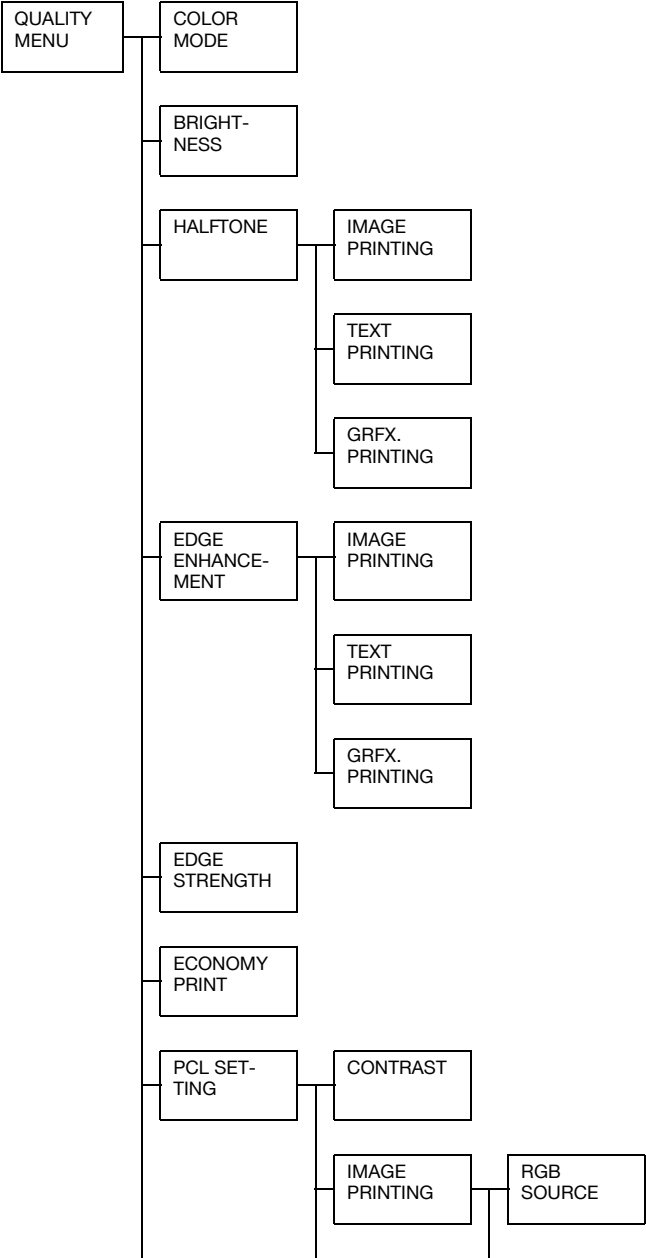 QUALITY
MENU
COLOR
MODE
BRIGHT-
NESS
HALFTONE
IMAGE
PRINTING
TEXT
PRINTING
GRFX.
PRINTING
EDGE
ENHANCE-
MENT
IMAGE
PRINTING
TEXT
PRINTING
GRFX.
PRINTING
EDGE
STRENGTH
ECONOMY
PRINT
PCL SET-
TING
CONTRAST
IMAGE
PRINTING
RGB
SOURCE